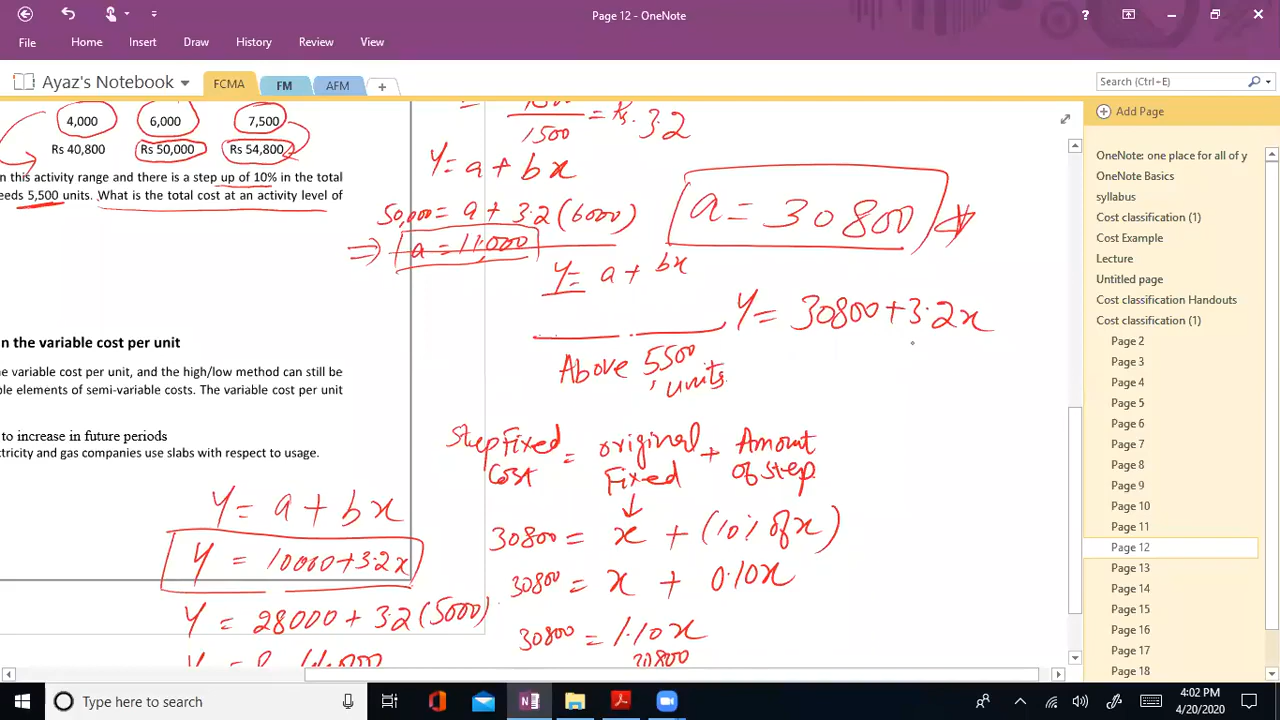 Page 12 - OneNote
?
File Home Insert Draw History Review View
Ayaz's Notebook FCMA FM AFM +
Search (Ctrl+E)
Add Page
OneNote: one place for all of y
OneNote Basics
syllabus
Cost classification (1)
Cost Example
Lecture
Untitled page
Cost classification Handouts
Cost classification (1)
Page 2
Page 3
Page 4
Page 5
Page 6
Page 7
Page 8
Page 9
Page 10
Page 11
Page 12
Page 13
Page 14
Page 15
Page 16
Page 17
Page 18
4,000 6,000 7,500
Rs 40,800 Rs 50,000 Rs 54,800
n this activity range and there is a step up of 10% in the total
eeds 5,500 units. What is the total cost at an activity level of
1500 = Rs. 3.2
Y = a + bx
50,000 = a + 3.2 (6000)
⇒ a = 11.000
a = 30800
Y = a + bx
Y = 30800 + 3.2x
Above 5500 units
n the variable cost per unit
he variable cost per unit, and the high/low method can still be
ble elements of semi-variable costs. The variable cost per unit
to increase in future periods
ctricity and gas companies use slabs with respect to usage.
Step Fixed Cost = original Fixed + Amount of step
30800 = x + (10% of x)
30800 = x + 0.10x
30800 = 1.10x
30800
Y = a + bx
Y = 10000 + 3.2x
Y = 28000 + 3.2 (5000)
Type here to search
4:02 PM
4/20/2020